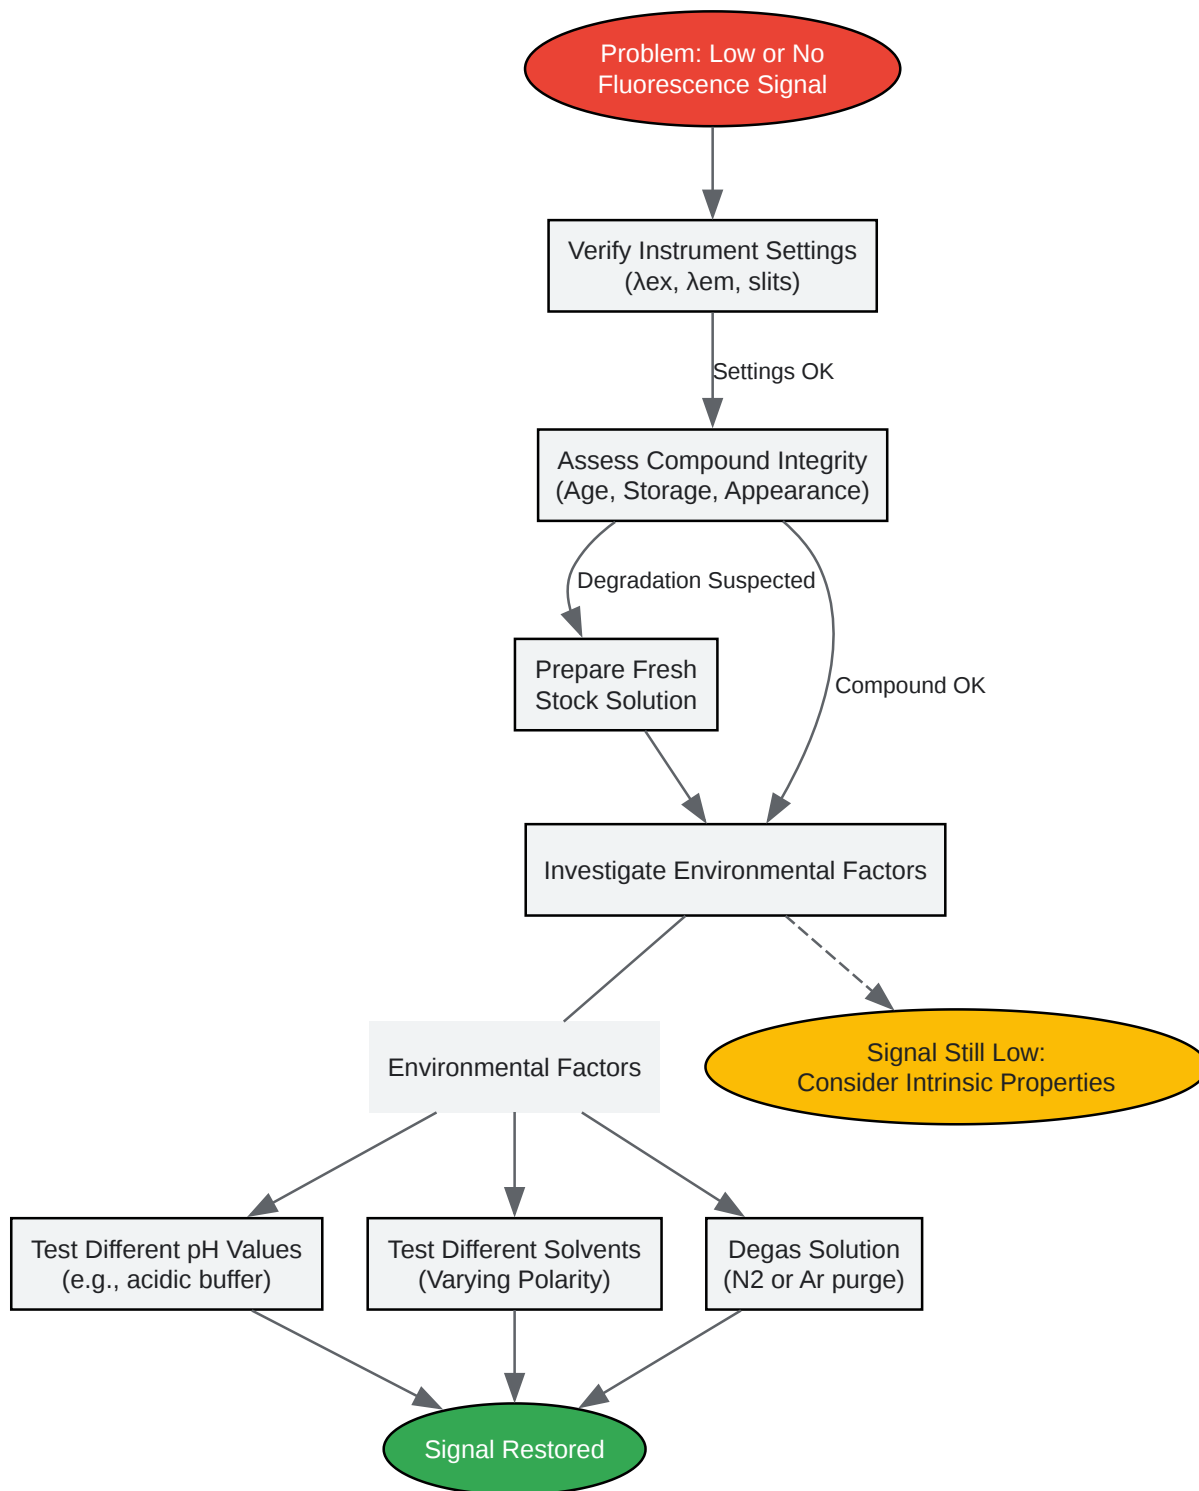 Problem: Low or No
Fluorescence Signal
Verify Instrument Settings
(λex, λem, slits)
Settings OK
Assess Compound Integrity
(Age, Storage, Appearance)
Degradation Suspected
Prepare Fresh
Stock Solution
Compound OK
Investigate Environmental Factors
Environmental Factors
Signal Still Low:
Consider Intrinsic Properties
Test Different pH Values
(e.g., acidic buffer)
Test Different Solvents
(Varying Polarity)
Degas Solution
(N2 or Ar purge)
Signal Restored